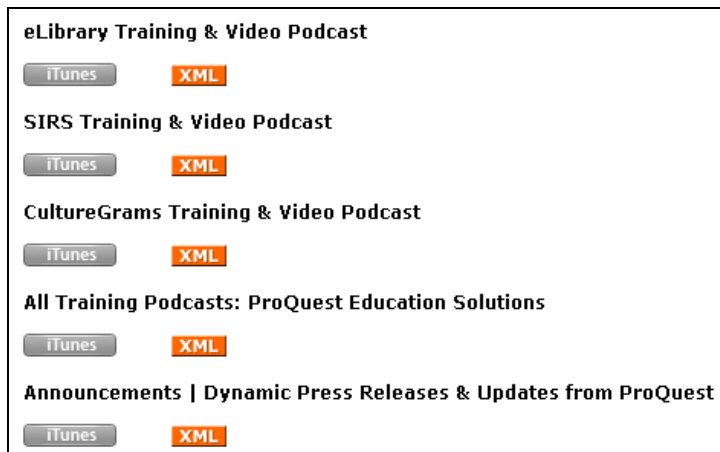 eLibrary Training & Video Podcast
iTunes XML
SIRS Training & Video Podcast
iTunes XML
CultureGrams Training & Video Podcast
iTunes XML
All Training Podcasts: ProQuest Education Solutions
iTunes XML
Announcements | Dynamic Press Releases & Updates from ProQuest
iTunes XML